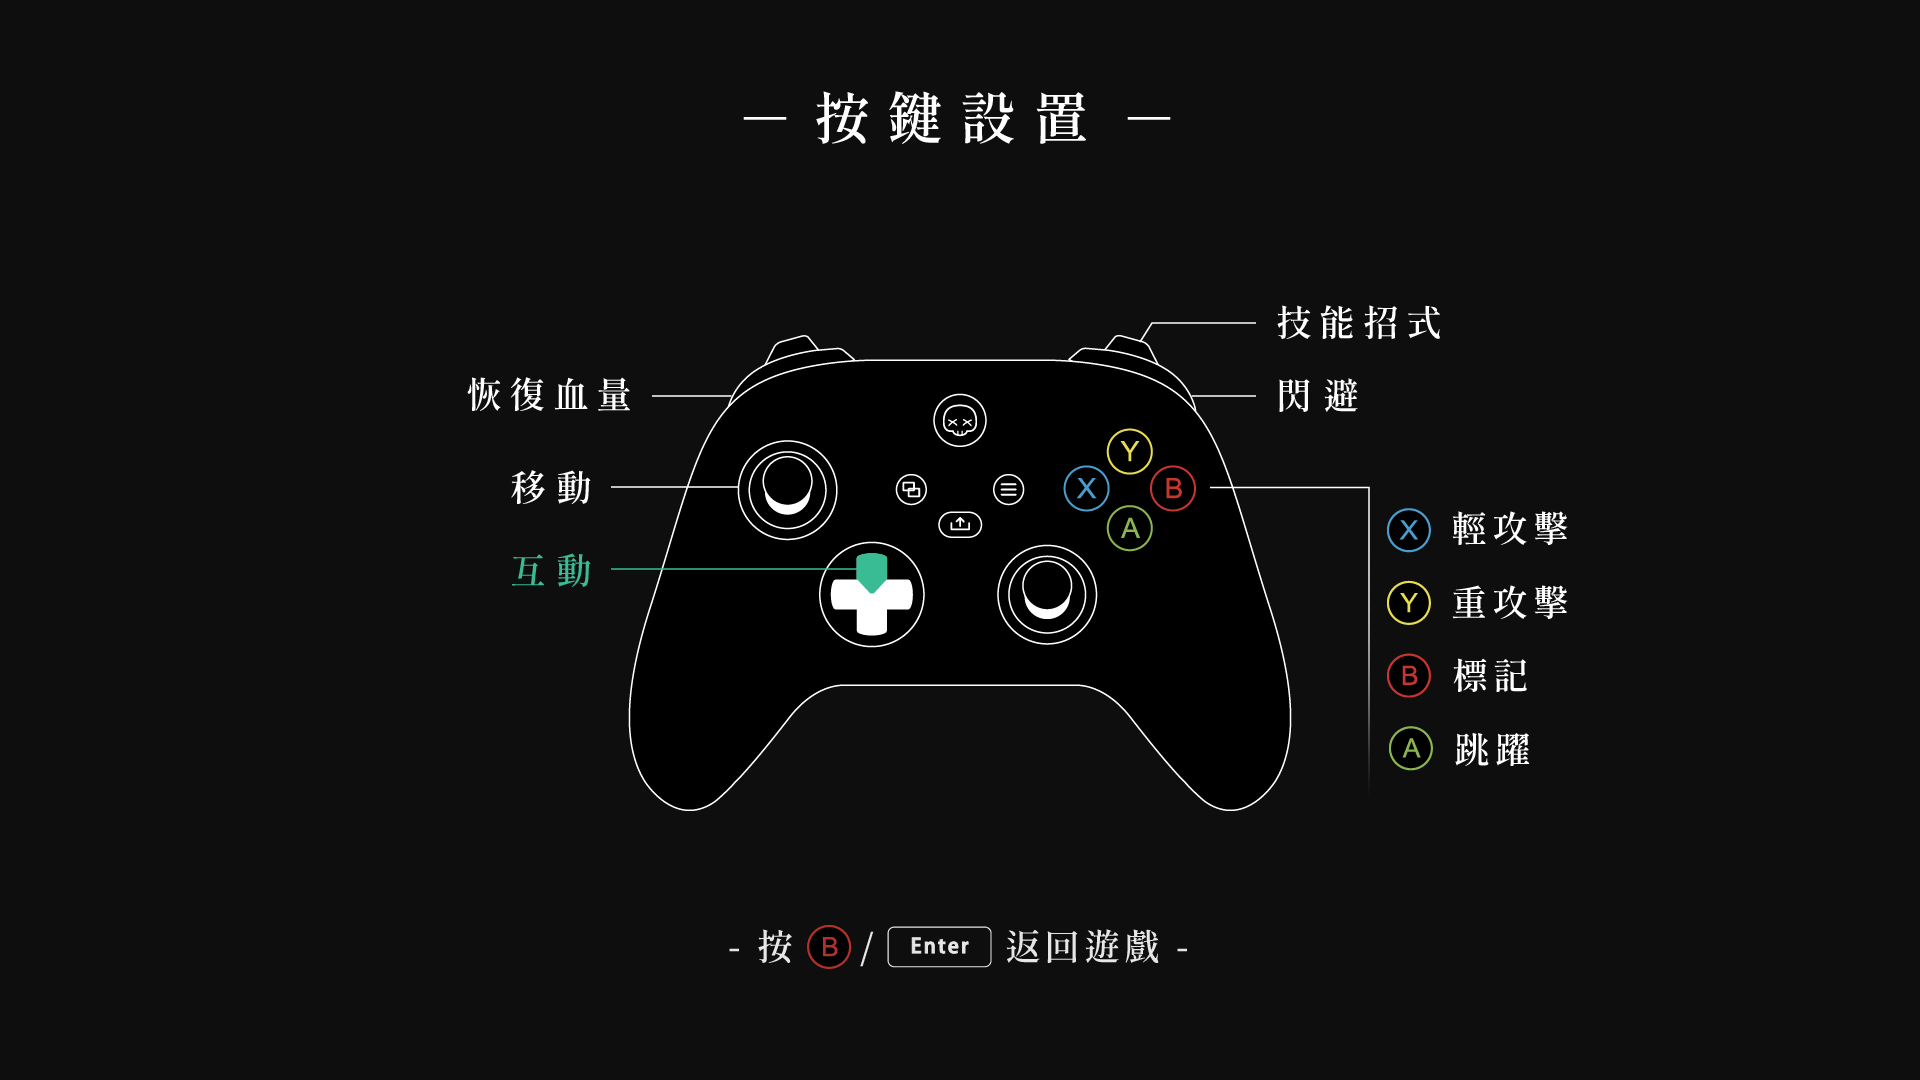 — 按鍵設置 —
技能招式
恢復血量
閃避
移動
互動
Y
X B
A
X 輕攻擊
Y 重攻擊
B 標記
A 跳躍
- 按 B / Enter 返回遊戲 -